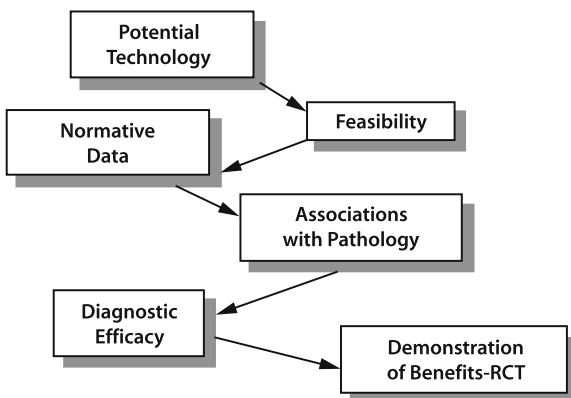 Potential
Technology
Feasibility
Normative
Data
Associations
with Pathology
Diagnostic
Efficacy
Demonstration
of Benefits-RCT